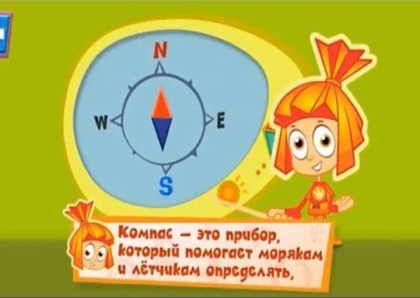 N
W E
S
Компас – это прибор,
который помогает морякам
и лётчикам определять,